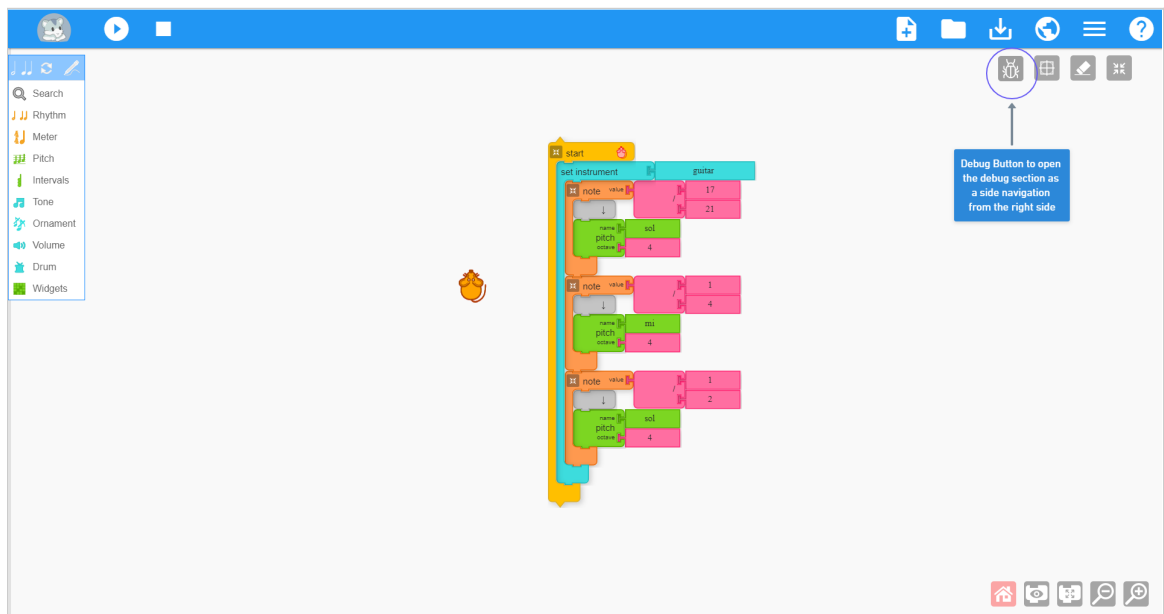 Search
Rhythm
Meter
Pitch
Intervals
Tone
Ornament
Volume
Drum
Widgets
start
set instrument guitar
note value / 17
21
↓
name sol
pitch
octave 4
note value / 1
4
↓
name mi
pitch
octave 4
note value / 1
2
↓
name sol
pitch
octave 4
Debug Button to open
the debug section as
a side navigation
from the right side